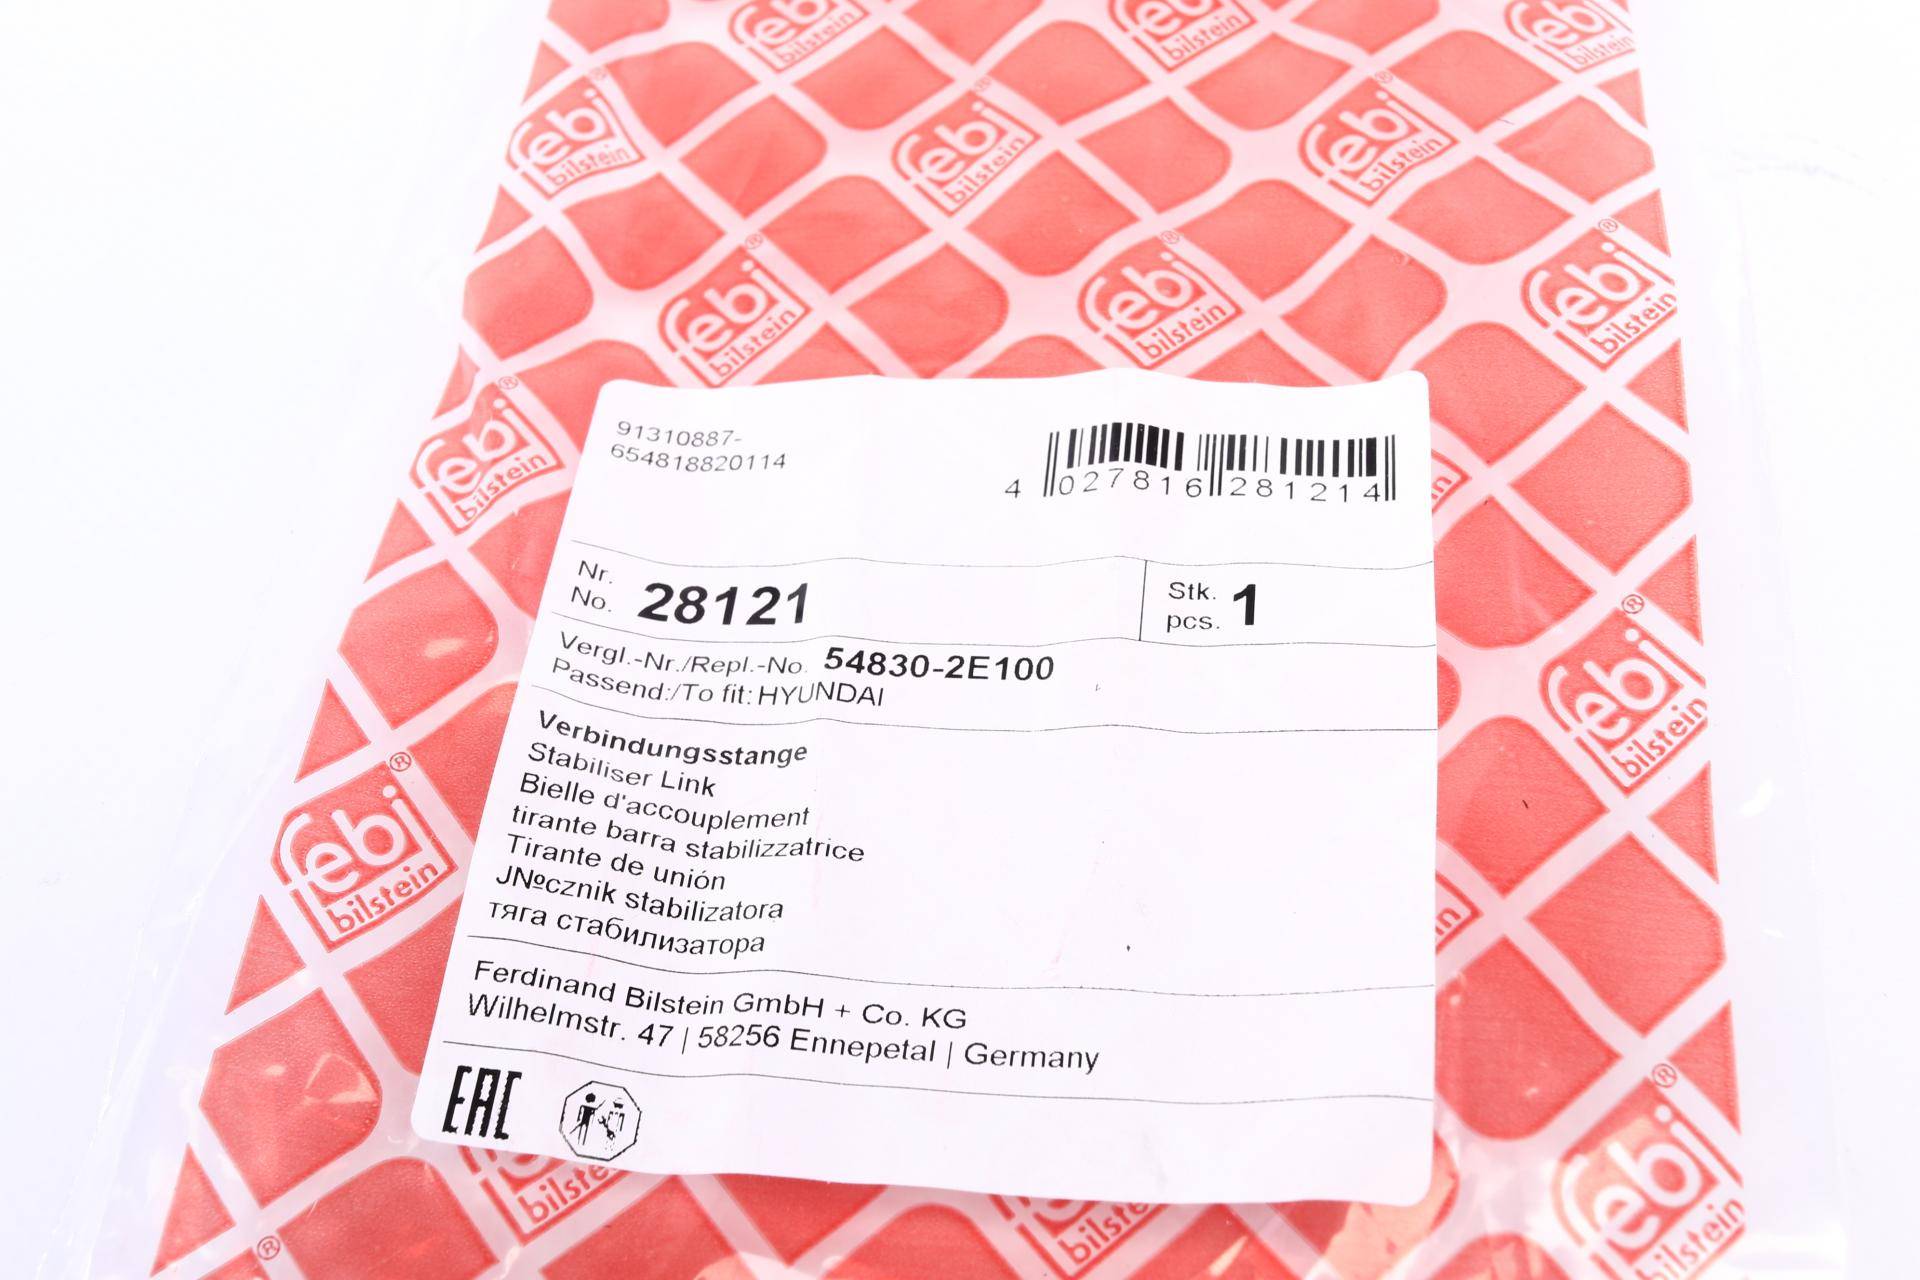 febi
bilstein
91310887-
654818820114
4 027816 281214
Nr.
No. 28121
Stk.
pcs. 1
Vergl.-Nr./Repl.-No. 54830-2E100
Passend:/To fit: HYUNDAI
Verbindungsstange
Stabiliser Link
Bielle d'accouplement
tirante barra stabilizzatrice
Tirante de unión
JNºcznik stabilizatora
тяга стабилизатора
Ferdinand Bilstein GmbH + Co. KG
Wilhelmstr. 47 | 58256 Ennepetal | Germany
EAC